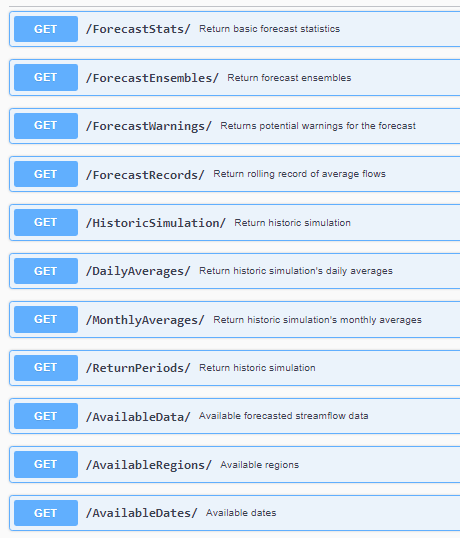 GET /ForecastStats/ Return basic forecast statistics
GET /ForecastEnsembles/ Return forecast ensembles
GET /ForecastWarnings/ Returns potential warnings for the forecast
GET /ForecastRecords/ Return rolling record of average flows
GET /HistoricSimulation/ Return historic simulation
GET /DailyAverages/ Return historic simulation's daily averages
GET /MonthlyAverages/ Return historic simulation's monthly averages
GET /ReturnPeriods/ Return historic simulation
GET /AvailableData/ Available forecasted streamflow data
GET /AvailableRegions/ Available regions
GET /AvailableDates/ Available dates